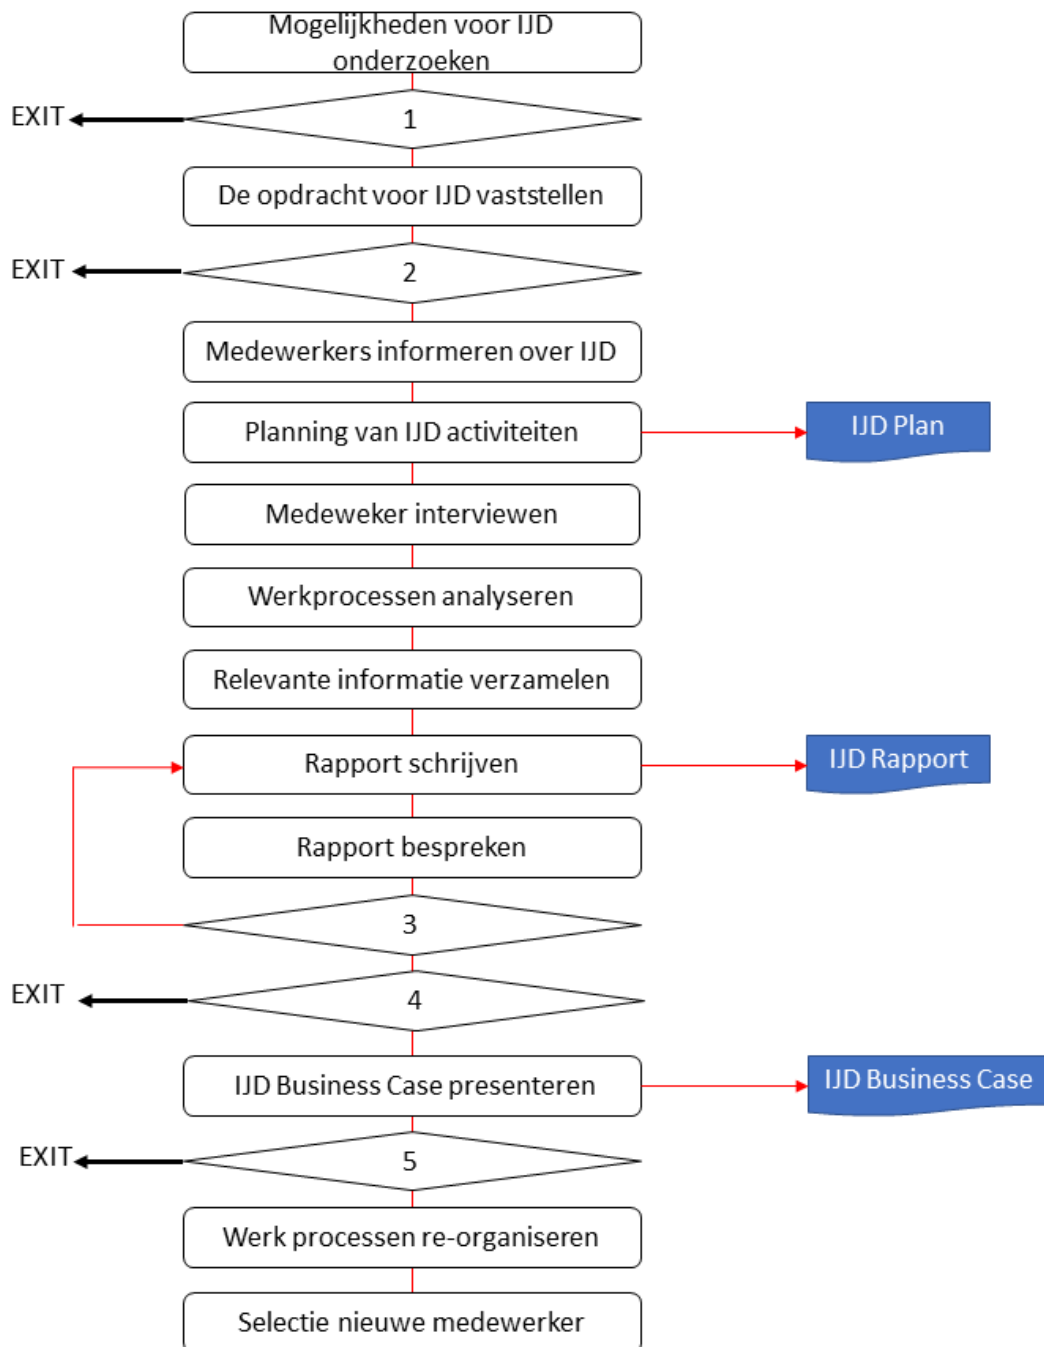 Mogelijkheden voor IJD
onderzoeken
EXIT
1
De opdracht voor IJD vaststellen
EXIT
2
Medewerkers informeren over IJD
Planning van IJD activiteiten
IJD Plan
Medeweker interviewen
Werkprocessen analyseren
Relevante informatie verzamelen
Rapport schrijven
IJD Rapport
Rapport bespreken
3
EXIT
4
IJD Business Case presenteren
IJD Business Case
EXIT
5
Werk processen re-organiseren
Selectie nieuwe medewerker